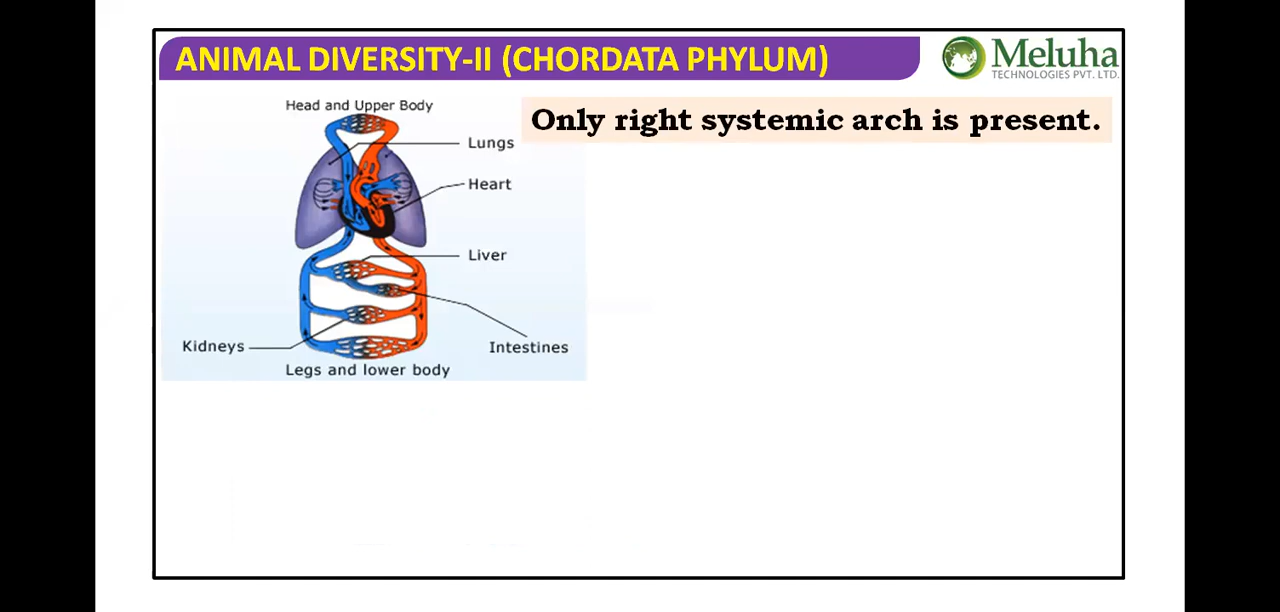 ANIMAL DIVERSITY-II (CHORDATA PHYLUM)
Meluha
TECHNOLOGIES PVT. LTD.
Only right systemic arch is present.
Head and Upper Body
Lungs
Heart
Liver
Kidneys
Intestines
Legs and lower body